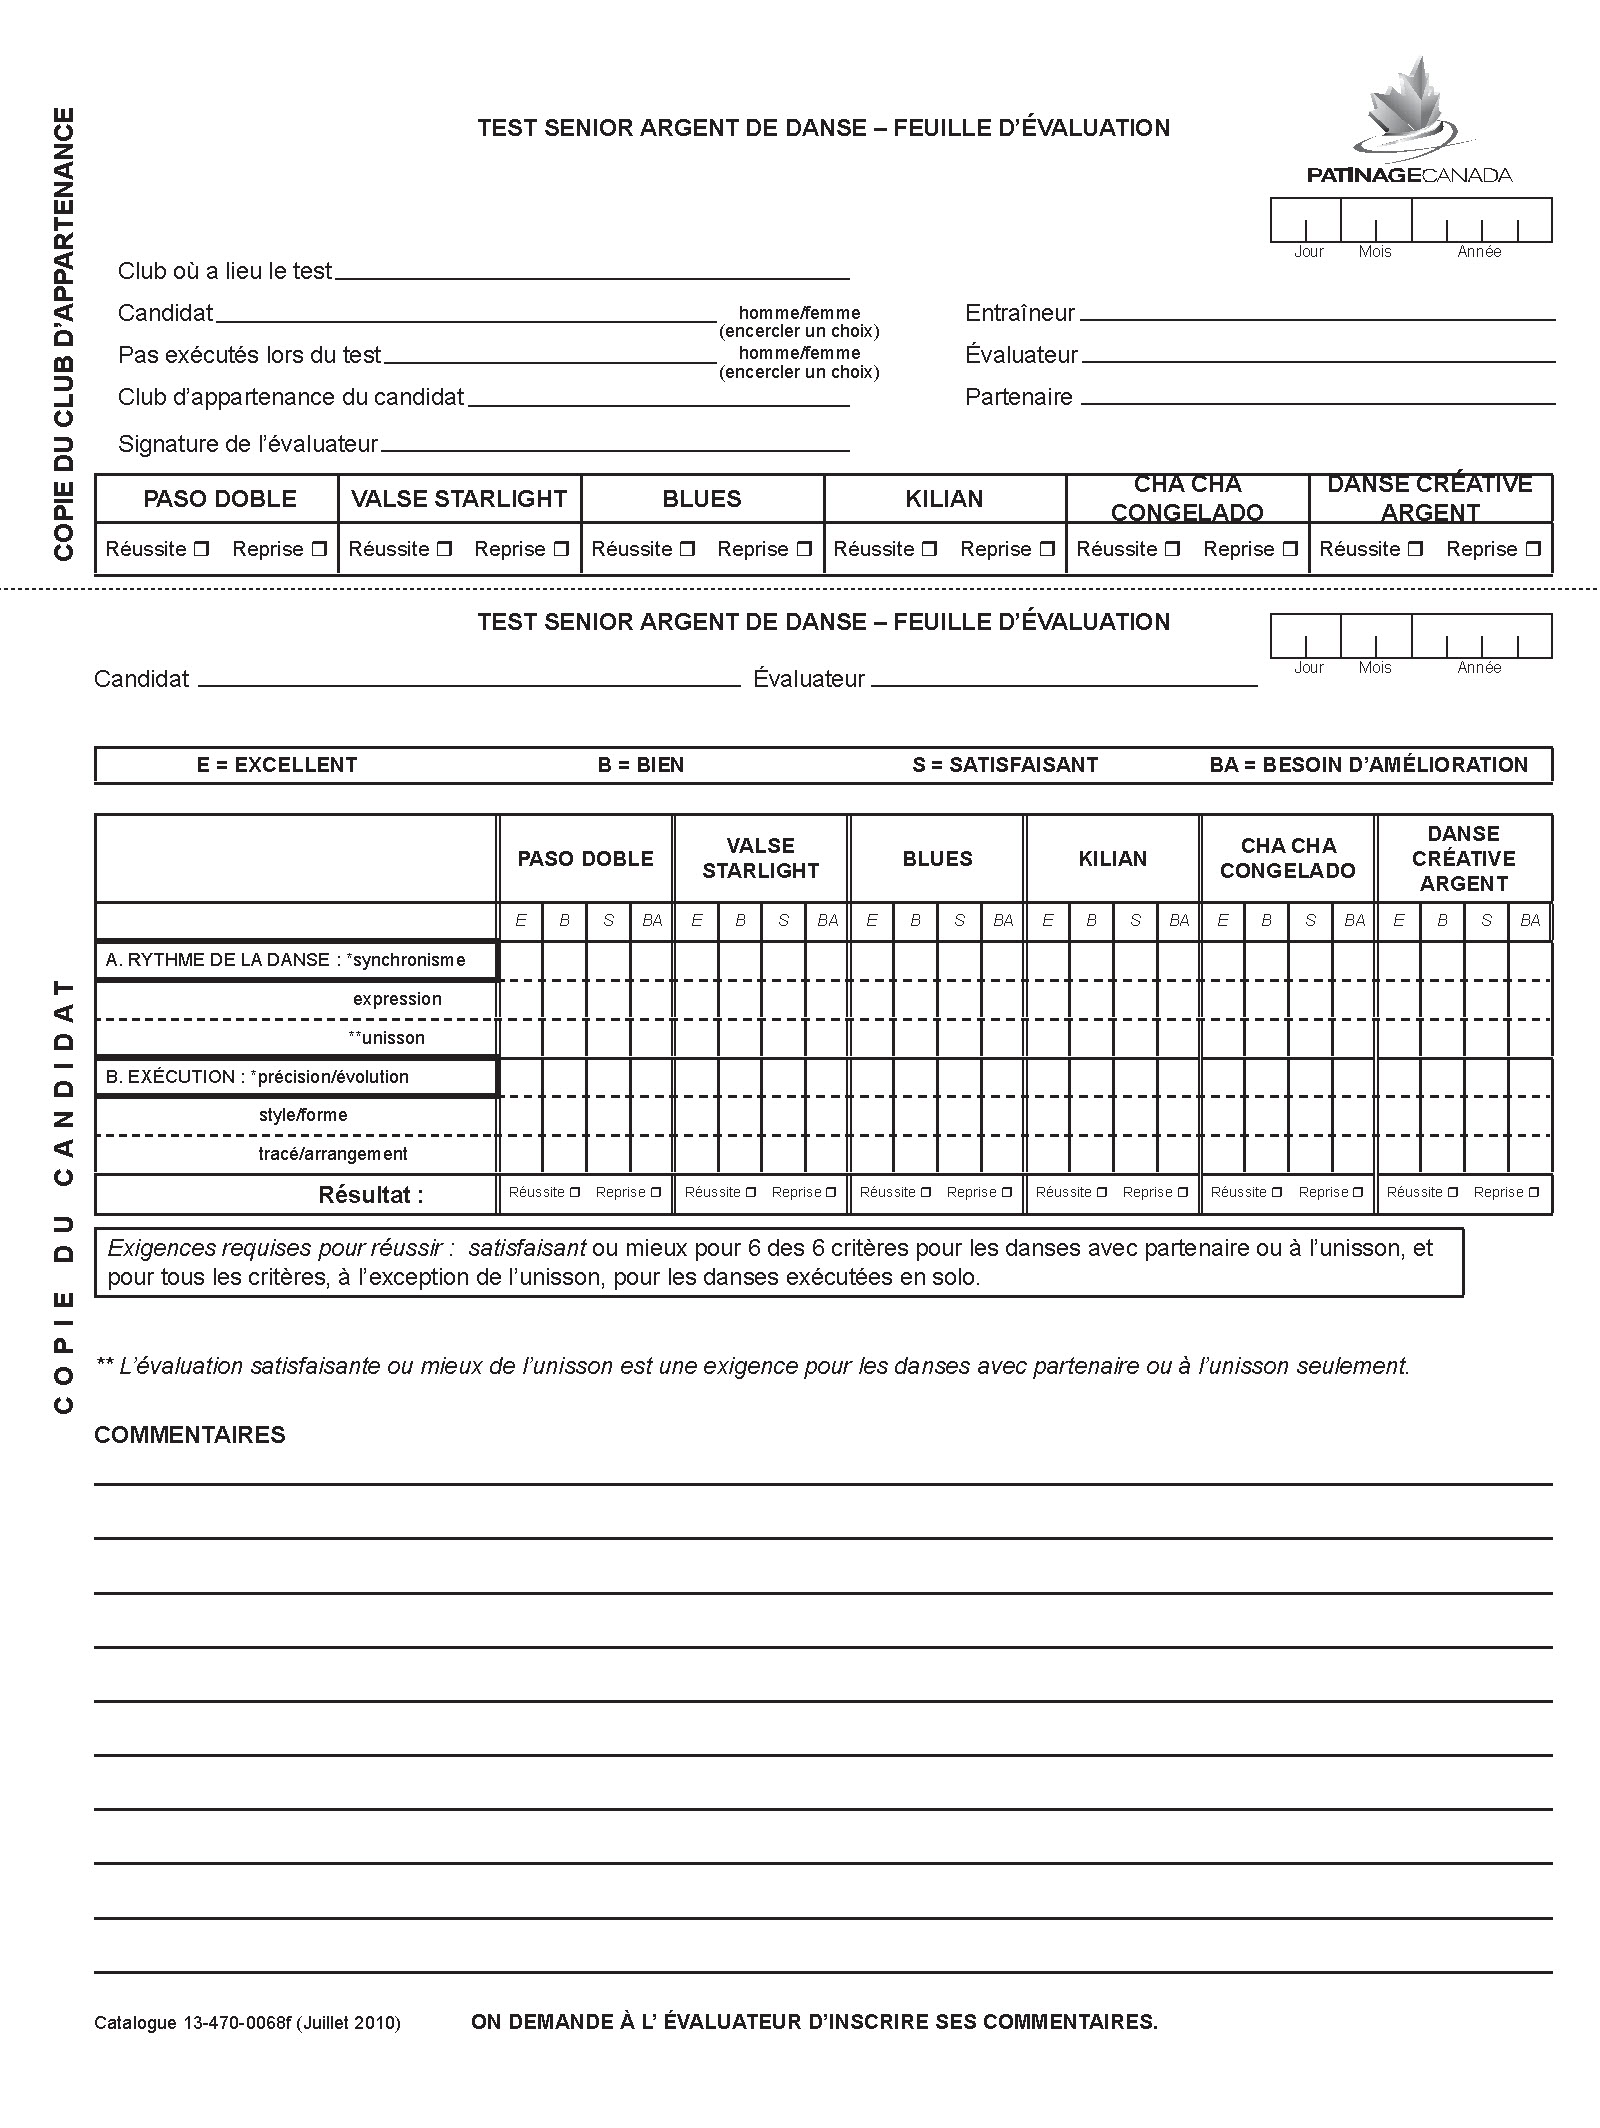 COPIE DU CLUB D'APPARTENANCE
TEST SENIOR ARGENT DE DANSE – FEUILLE D'ÉVALUATION
PATINAGECANADA
Jour Mois Année
Club où a lieu le test
Candidat homme/femme (encercler un choix) Entraîneur
Pas exécutés lors du test homme/femme (encercler un choix) Évaluateur
Club d'appartenance du candidat Partenaire
Signature de l'évaluateur
PASO DOBLE VALSE STARLIGHT BLUES KILIAN CHA CHA CONGELADO DANSE CRÉATIVE ARGENT
Réussite ❒ Reprise ❒ Réussite ❒ Reprise ❒ Réussite ❒ Reprise ❒ Réussite ❒ Reprise ❒ Réussite ❒ Reprise ❒ Réussite ❒ Reprise ❒
COPIE DU CANDIDAT
TEST SENIOR ARGENT DE DANSE – FEUILLE D'ÉVALUATION
Jour Mois Année
Candidat Évaluateur
E = EXCELLENT B = BIEN S = SATISFAISANT BA = BESOIN D'AMÉLIORATION
PASO DOBLE VALSE STARLIGHT BLUES KILIAN CHA CHA CONGELADO DANSE CRÉATIVE ARGENT
E B S BA E B S BA E B S BA E B S BA E B S BA E B S BA
A. RYTHME DE LA DANSE : *synchronisme
expression
**unisson
B. EXÉCUTION : *précision/évolution
style/forme
tracé/arrangement
Résultat : Réussite ❒ Reprise ❒ Réussite ❒ Reprise ❒ Réussite ❒ Reprise ❒ Réussite ❒ Reprise ❒ Réussite ❒ Reprise ❒ Réussite ❒ Reprise ❒
Exigences requises pour réussir : satisfaisant ou mieux pour 6 des 6 critères pour les danses avec partenaire ou à l'unisson, et
pour tous les critères, à l'exception de l'unisson, pour les danses exécutées en solo.
** L'évaluation satisfaisante ou mieux de l'unisson est une exigence pour les danses avec partenaire ou à l'unisson seulement.
COMMENTAIRES
Catalogue 13-470-0068f (Juillet 2010) ON DEMANDE À L' ÉVALUATEUR D'INSCRIRE SES COMMENTAIRES.